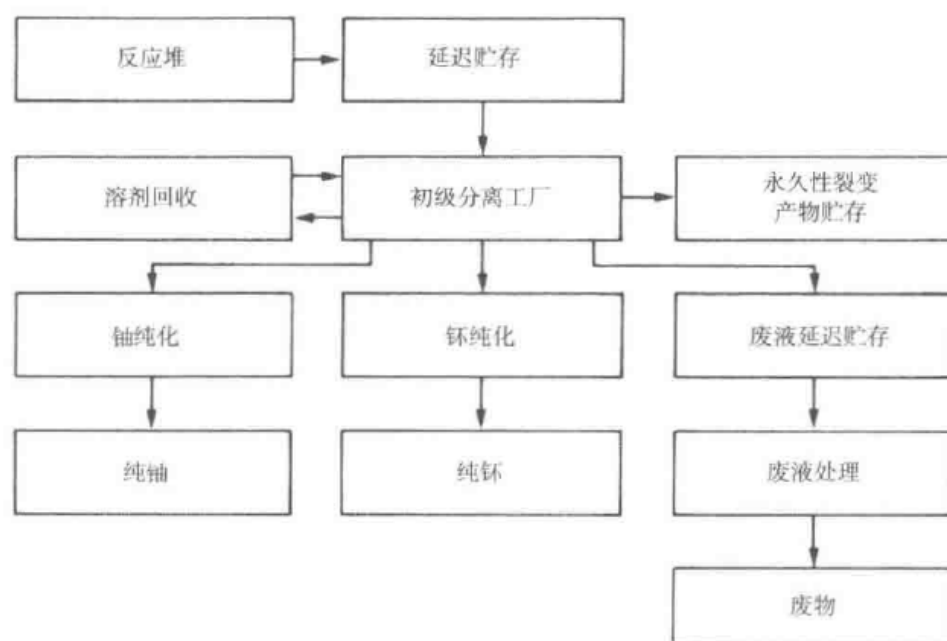 反应堆
延迟贮存
溶剂回收
初级分离工厂
永久性裂变
产物贮存
铀纯化
钚纯化
废液延迟贮存
纯铀
纯钚
废液处理
废物